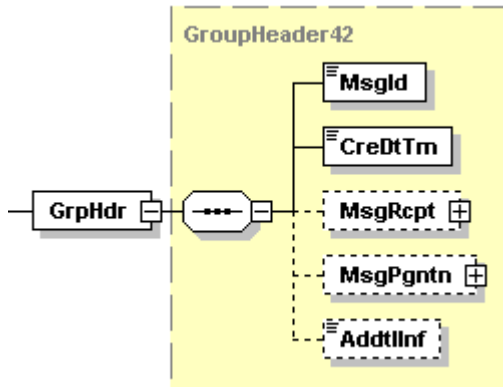 GroupHeader42
MsgId
CreDtTm
GrpHdr
MsgRcpt
MsgPgntn
AddtlInf